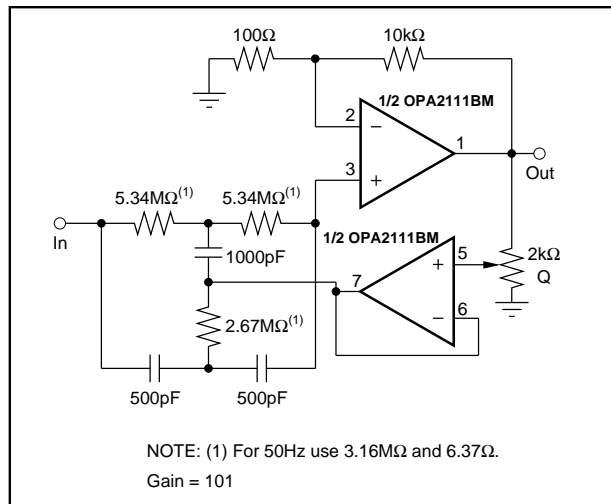 100Ω
10kΩ
1/2 OPA2111BM
2
−
1
3
+
Out
5.34MΩ(1)
5.34MΩ(1)
In
1/2 OPA2111BM
1000pF
+
5
2kΩ
Q
7
−
6
2.67MΩ(1)
500pF
500pF
NOTE: (1) For 50Hz use 3.16MΩ and 6.37Ω.
Gain = 101